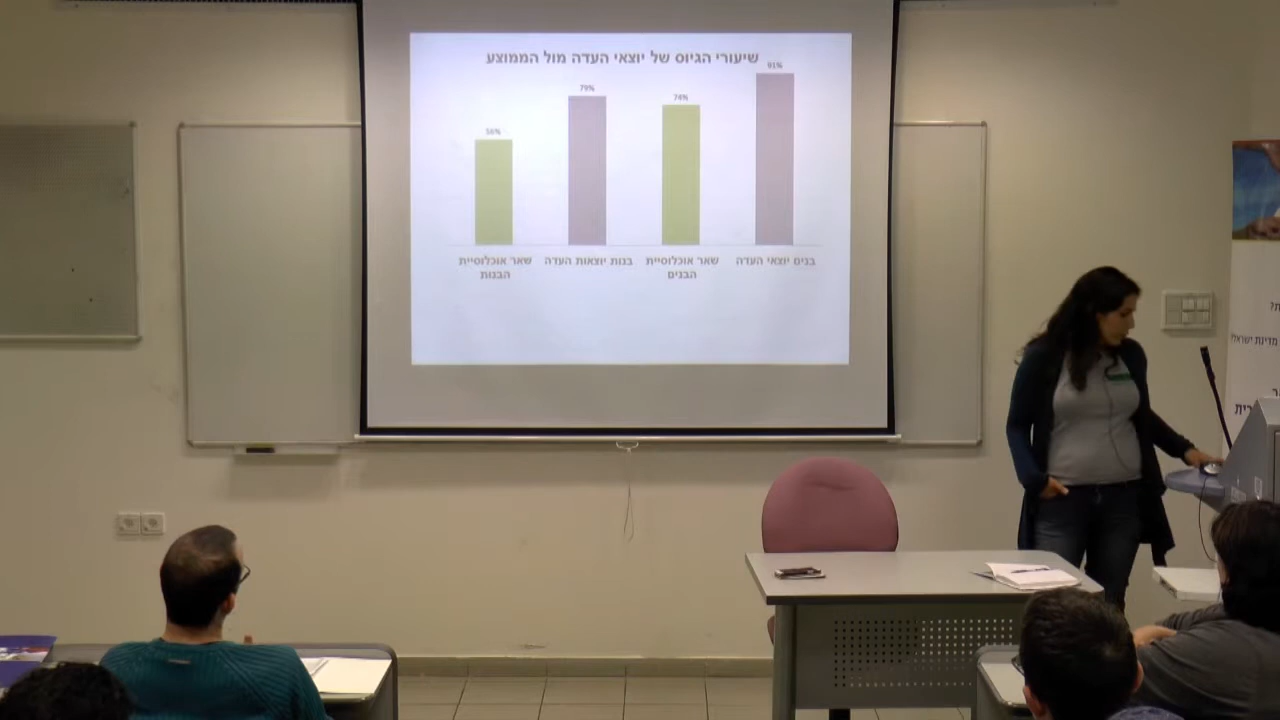 שיעורי הגיוס של יוצאי העדה מול הממוצע
91%
74%
79%
56%
בנים יוצאי העדה
שאר אוכלוסיית
הבנים
בנות יוצאות העדה
שאר אוכלוסיית
הבנות
מדינת ישראל?